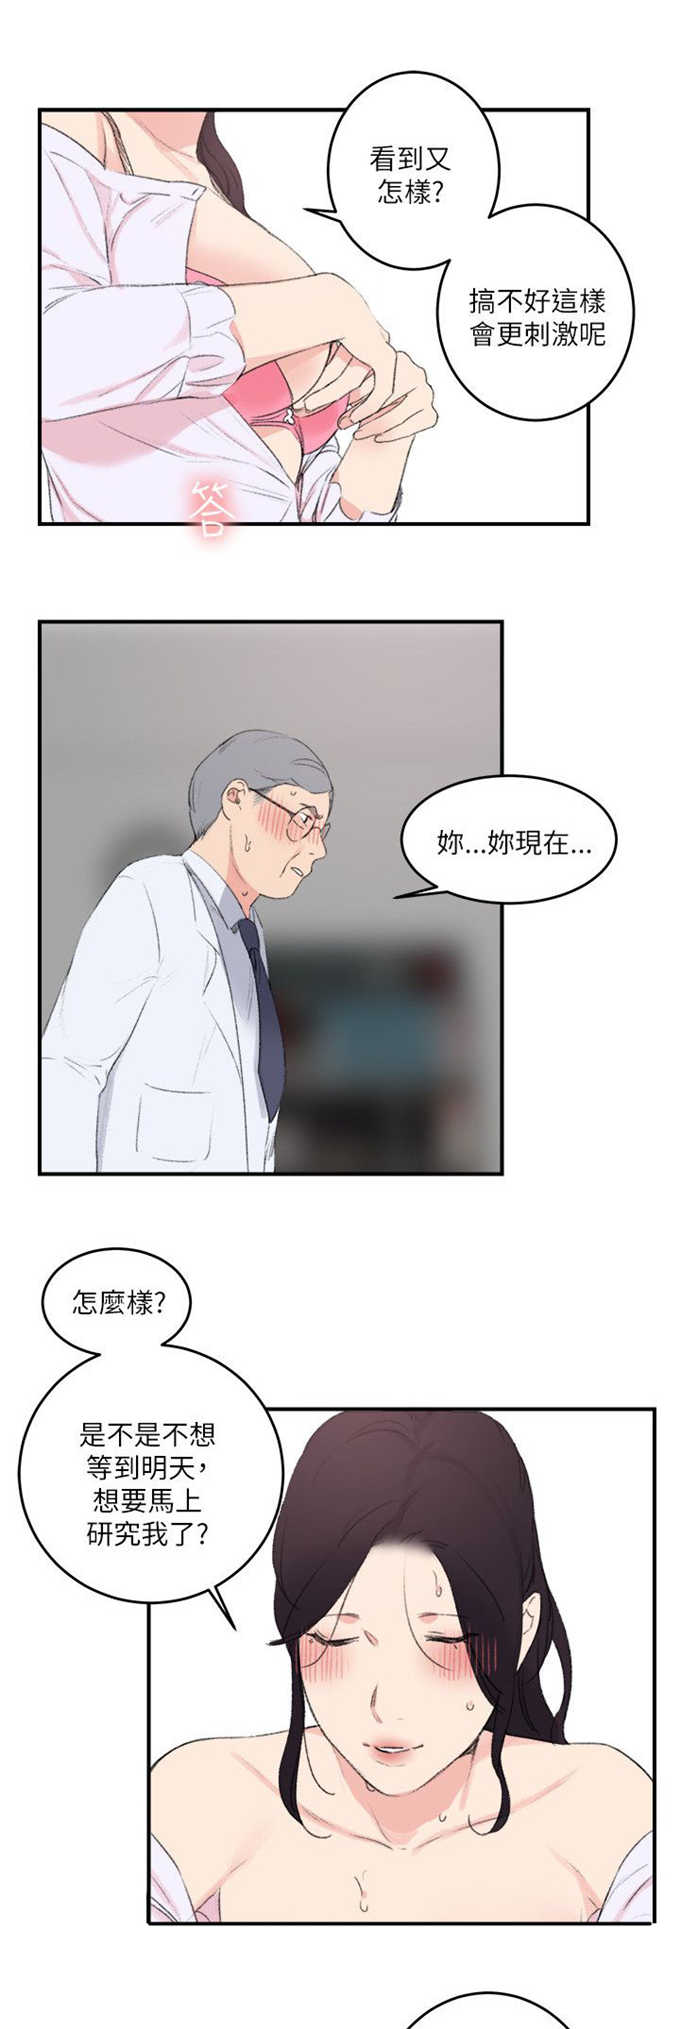 看到又
怎樣?
搞不好這樣
會更刺激呢
答
妳...妳現在...
怎麼樣?
是不是不想
等到明天,
想要馬上
研究我了?